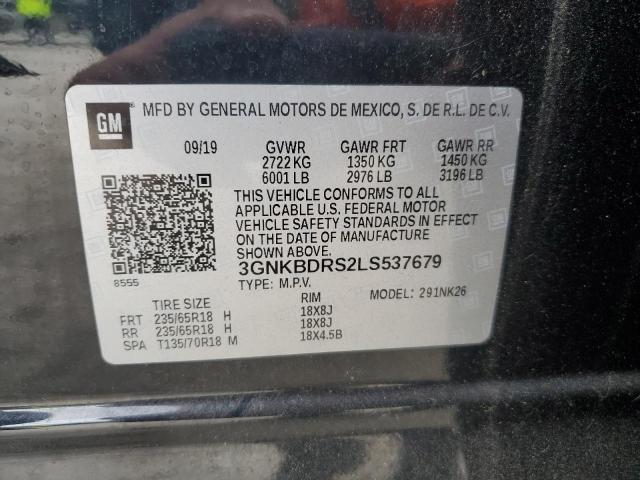 GM ® MFD BY GENERAL MOTORS DE MEXICO, S. DE R.L. DE C.V.
09/19 GVWR GAWR FRT GAWR RR
2722 KG 1350 KG 1450 KG
6001 LB 2976 LB 3196 LB
THIS VEHICLE CONFORMS TO ALL
APPLICABLE U.S. FEDERAL MOTOR
VEHICLE SAFETY STANDARDS IN EFFECT ON THE DATE OF MANUFACTURE
SHOWN ABOVE.
3GNKBDRS2LS537679
8555 TYPE: M.P.V.
TIRE SIZE RIM MODEL: 291NK26
FRT 235/65R18 H 18X8J
RR 235/65R18 H 18X8J
SPA T135/70R18 M 18X4.5B